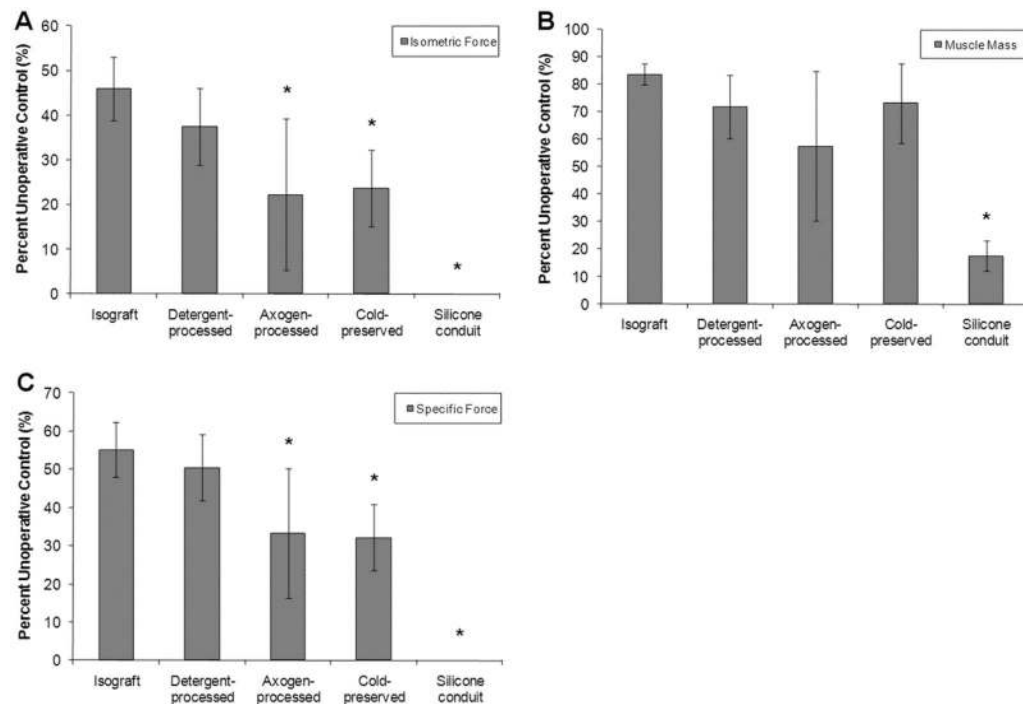 A
Isometric Force
Percent Unoperative Control (%)
60
50
40
30
20
10
0
*
*
*
Isograft
Detergent-
processed
Axogen-
processed
Cold-
preserved
Silicone
conduit
B
Muscle Mass
Percent Unoperative Control (%)
100
90
80
70
60
50
40
30
20
10
0
*
Isograft
Detergent-
processed
Axogen-
processed
Cold-
preserved
Silicone
conduit
C
Specific Force
Percent Unoperative Control (%)
70
60
50
40
30
20
10
0
*
*
*
Isograft
Detergent-
processed
Axogen-
processed
Cold-
preserved
Silicone
conduit